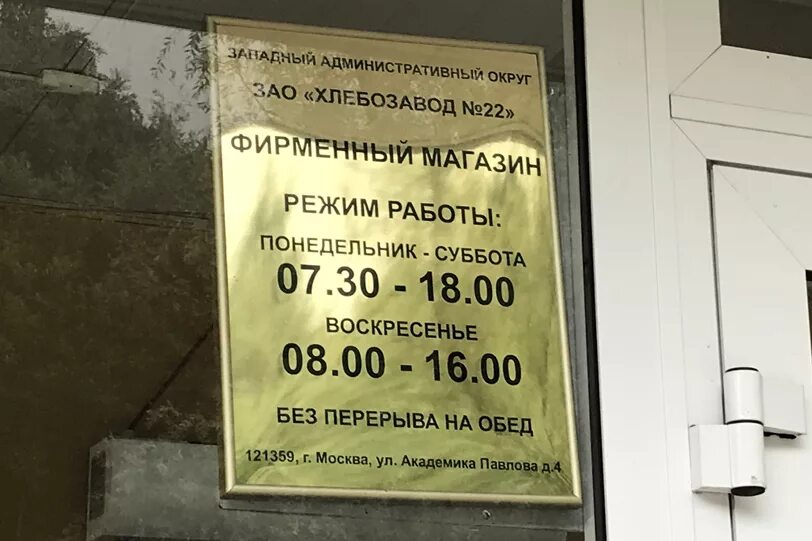 ЗАПАДНЫЙ АДМИНИСТРАТИВНЫЙ ОКРУГ
ЗАО «ХЛЕБОЗАВОД №22»
ФИРМЕННЫЙ МАГАЗИН
РЕЖИМ РАБОТЫ:
ПОНЕДЕЛЬНИК - СУББОТА
07.30 - 18.00
ВОСКРЕСЕНЬЕ
08.00 - 16.00
БЕЗ ПЕРЕРЫВА НА ОБЕД
121359, г. Москва, ул. Академика Павлова д.4